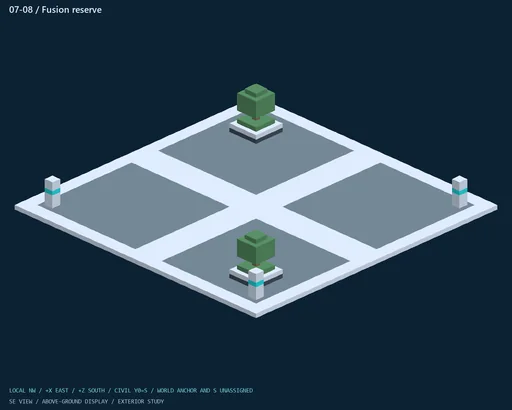 07-08 / Fusion reserve
LOCAL NW / +X EAST / +Z SOUTH / CIVIL Y0=S / WORLD ANCHOR AND S UNASSIGNED
SE VIEW / ABOVE-GROUND DISPLAY / EXTERIOR STUDY